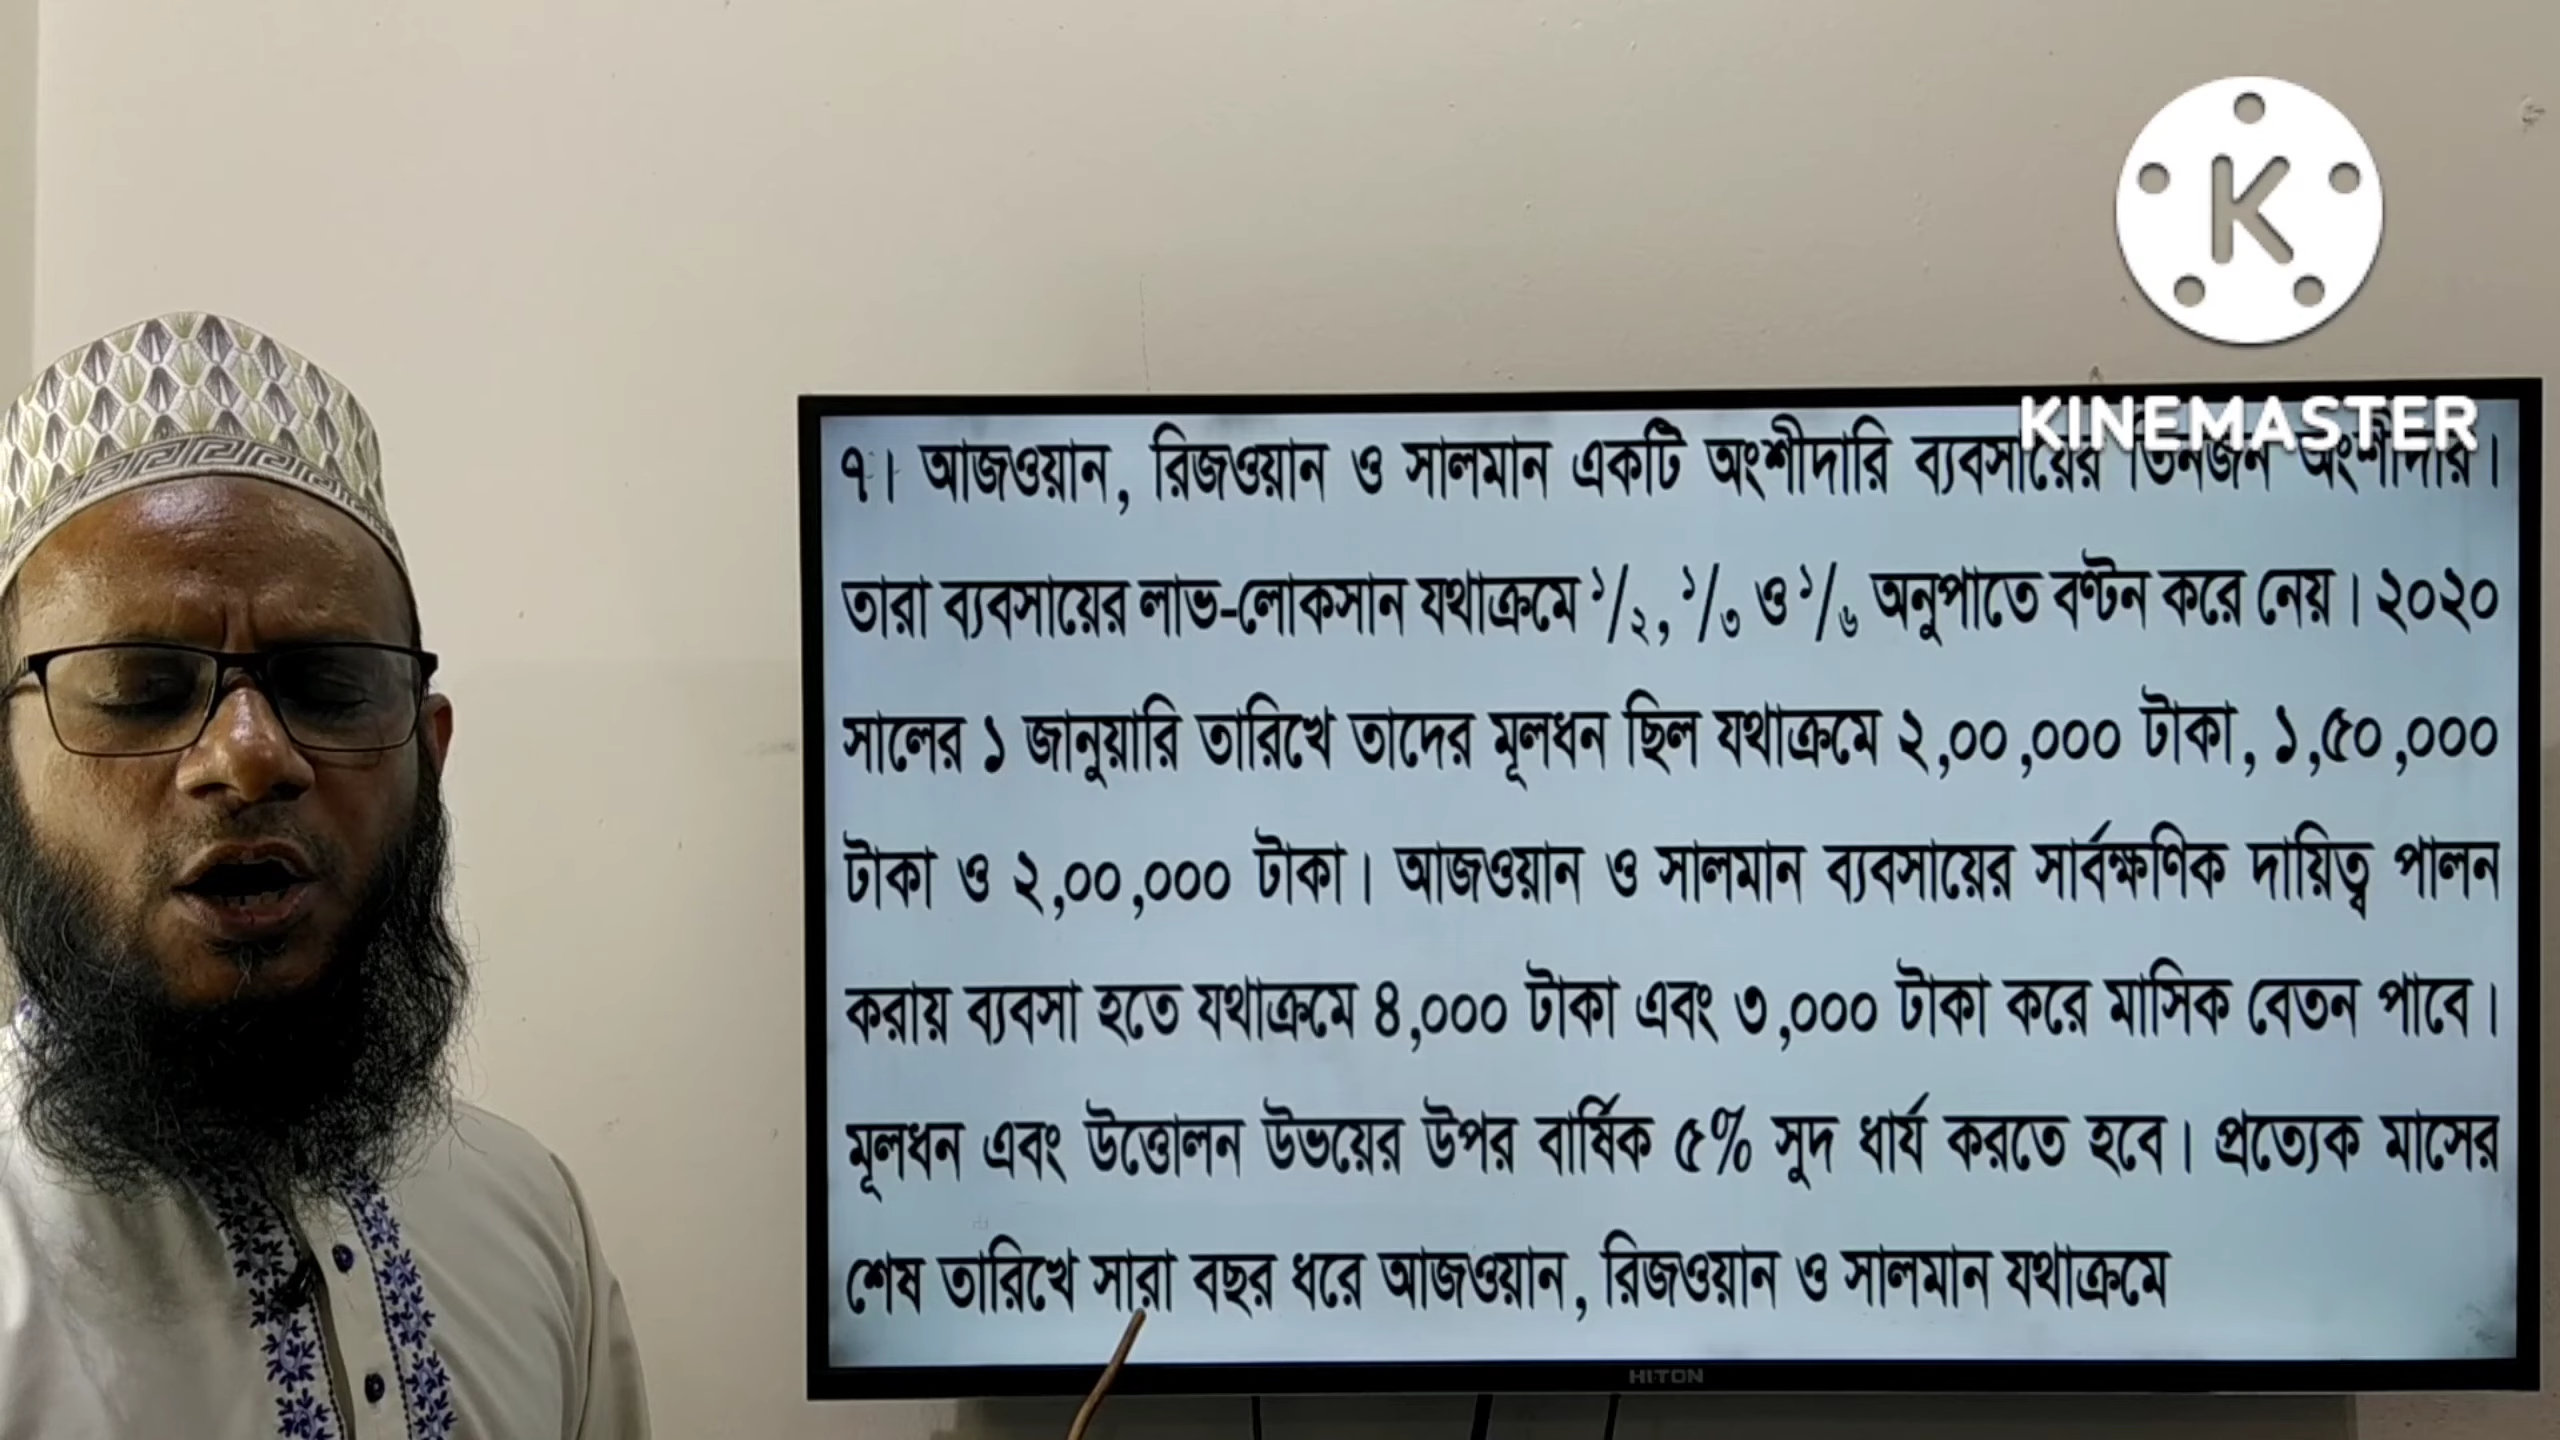 K
KINEMASTER
৭। আজওয়ান, রিজওয়ান ও সালমান একটি অংশীদারি ব্যবসায়ের তিনজন অংশীদার।
তারা ব্যবসায়ের লাভ-লোকসান যথাক্রমে ১/২, ১/৩ ও ১/৬ অনুপাতে বণ্টন করে নেয়। ২০২০
সালের ১ জানুয়ারি তারিখে তাদের মূলধন ছিল যথাক্রমে ২,০০,০০০ টাকা, ১,৫০,০০০
টাকা ও ২,০০,০০০ টাকা। আজওয়ান ও সালমান ব্যবসায়ের সার্বক্ষণিক দায়িত্ব পালন
করায় ব্যবসা হতে যথাক্রমে ৪,০০০ টাকা এবং ৩,০০০ টাকা করে মাসিক বেতন পাবে।
মূলধন এবং উত্তোলন উভয়ের উপর বার্ষিক ৫% সুদ ধার্য করতে হবে। প্রত্যেক মাসের
শেষ তারিখে সারা বছর ধরে আজওয়ান, রিজওয়ান ও সালমান যথাক্রমে
HITON